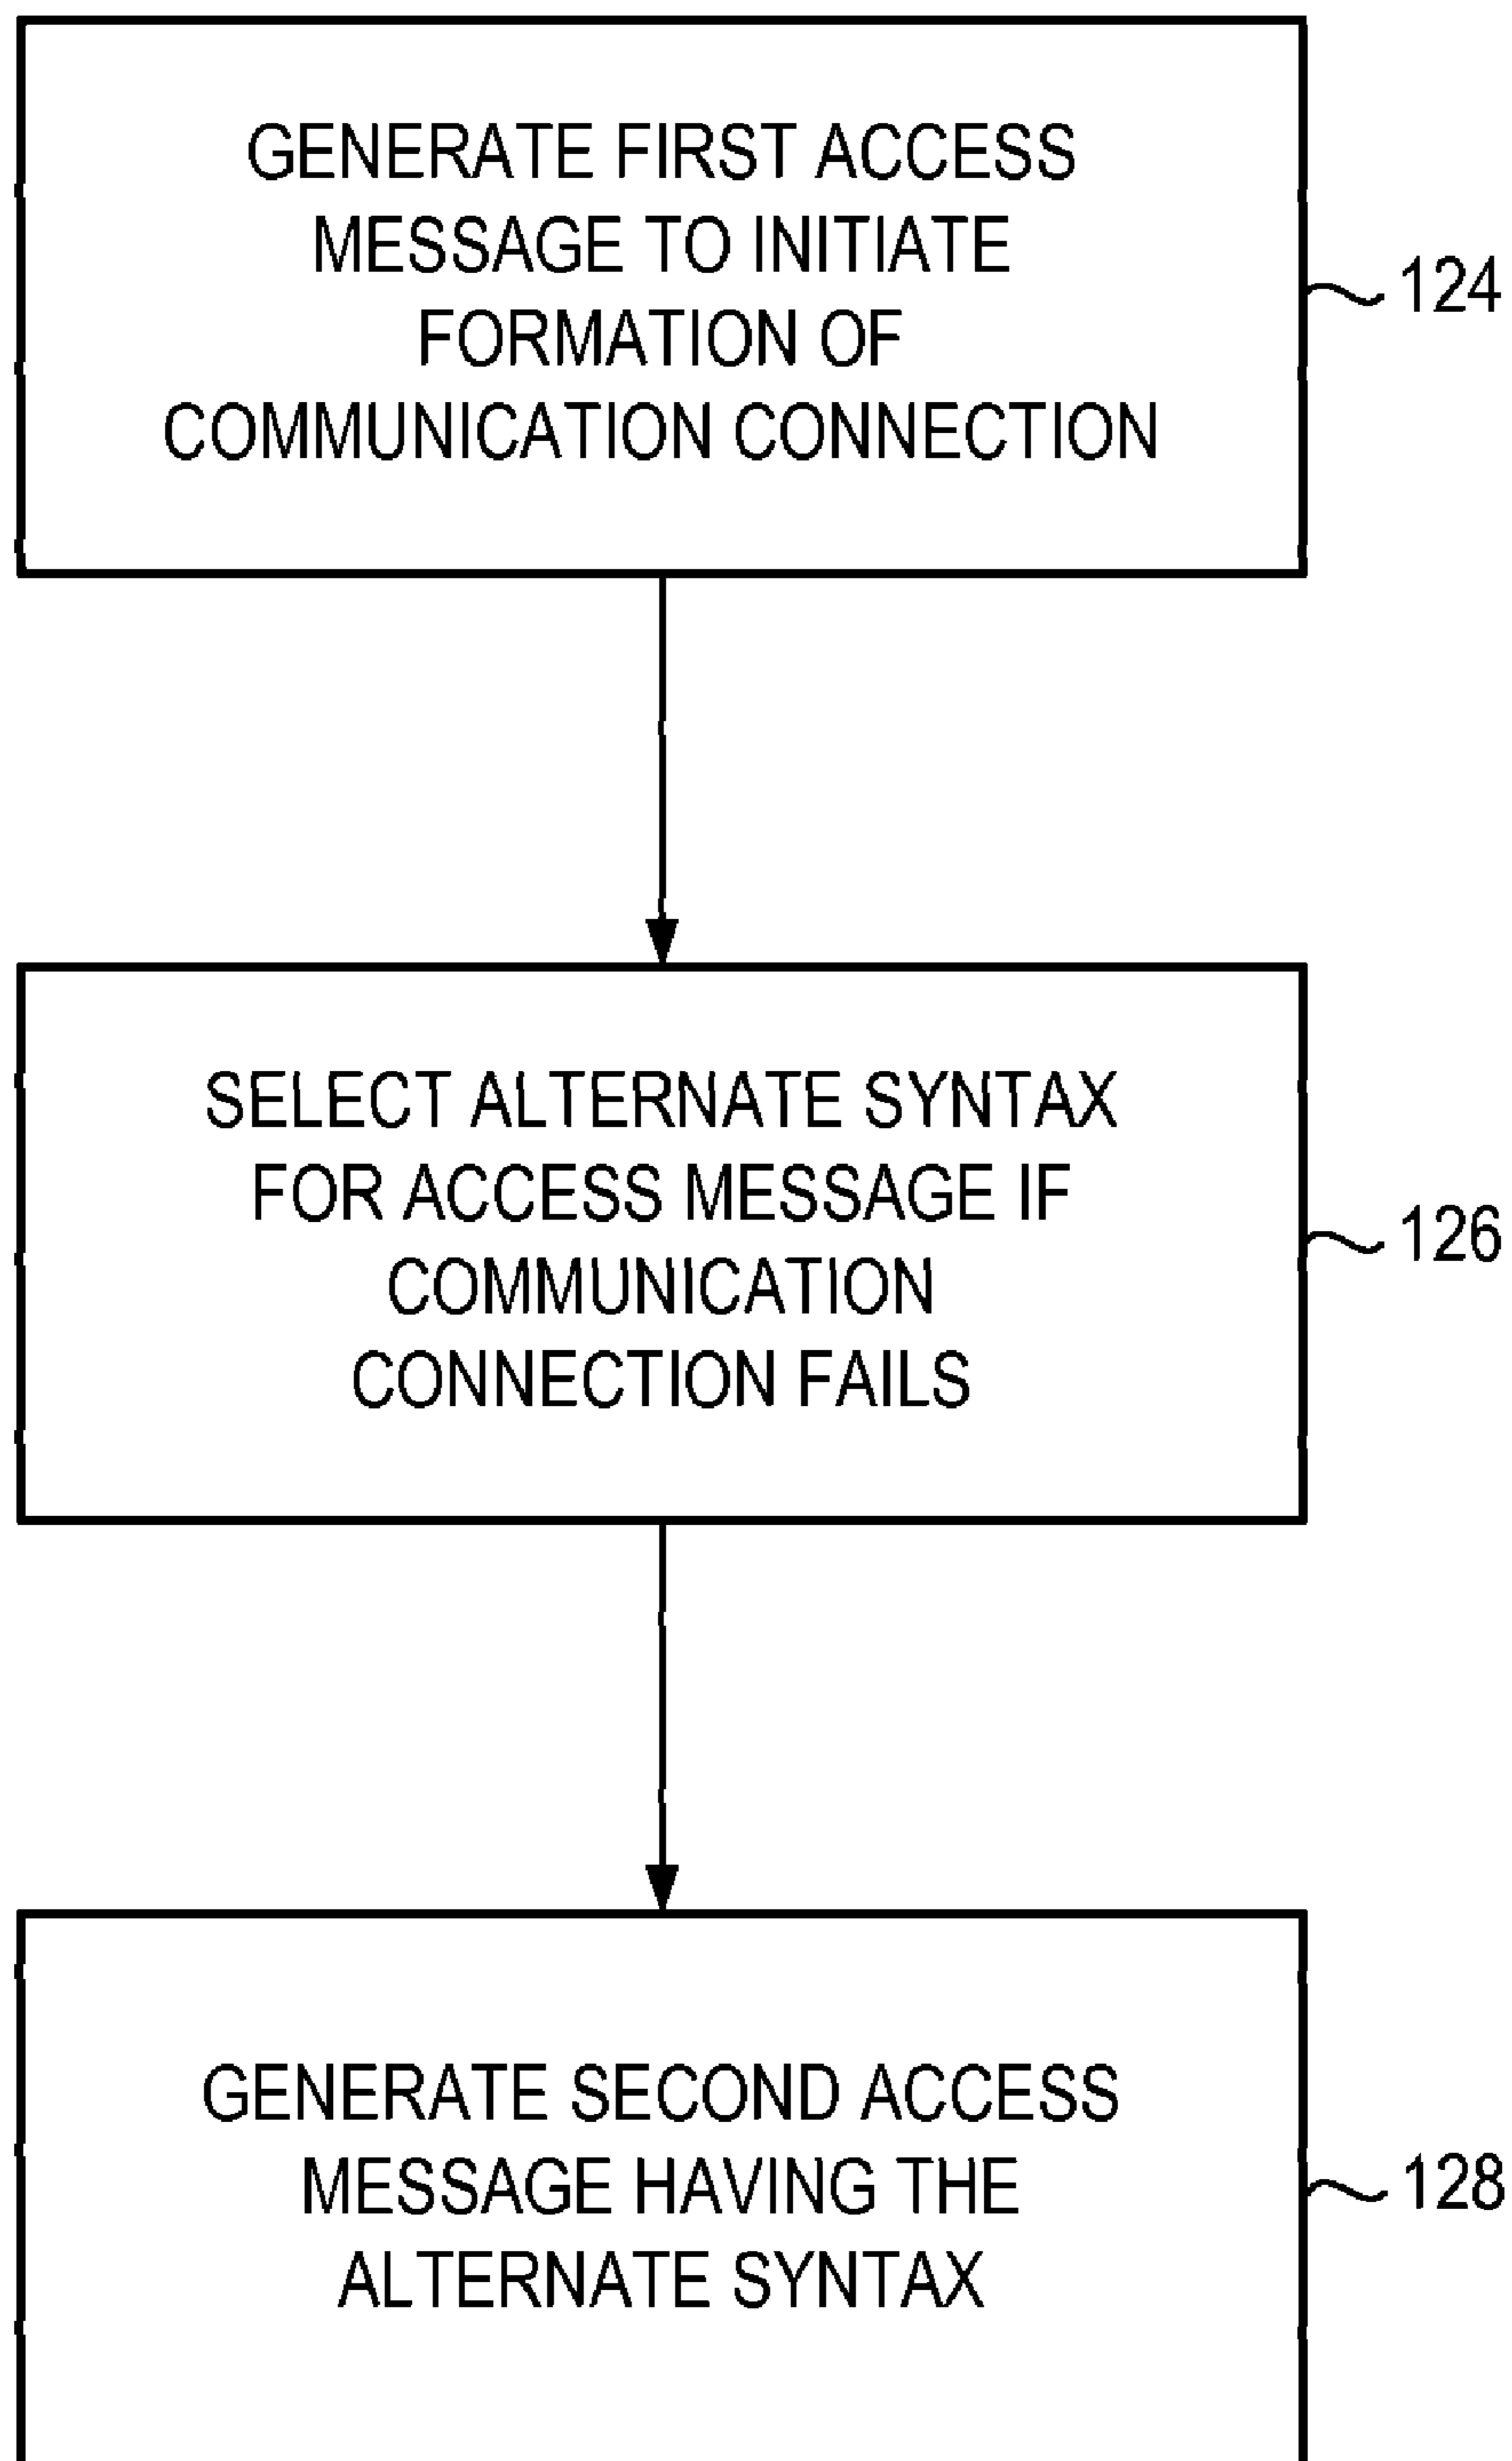 GENERATE FIRST ACCESS
MESSAGE TO INITIATE
FORMATION OF
COMMUNICATION CONNECTION
124
SELECT ALTERNATE SYNTAX
FOR ACCESS MESSAGE IF
COMMUNICATION
CONNECTION FAILS
126
GENERATE SECOND ACCESS
MESSAGE HAVING THE
ALTERNATE SYNTAX
128